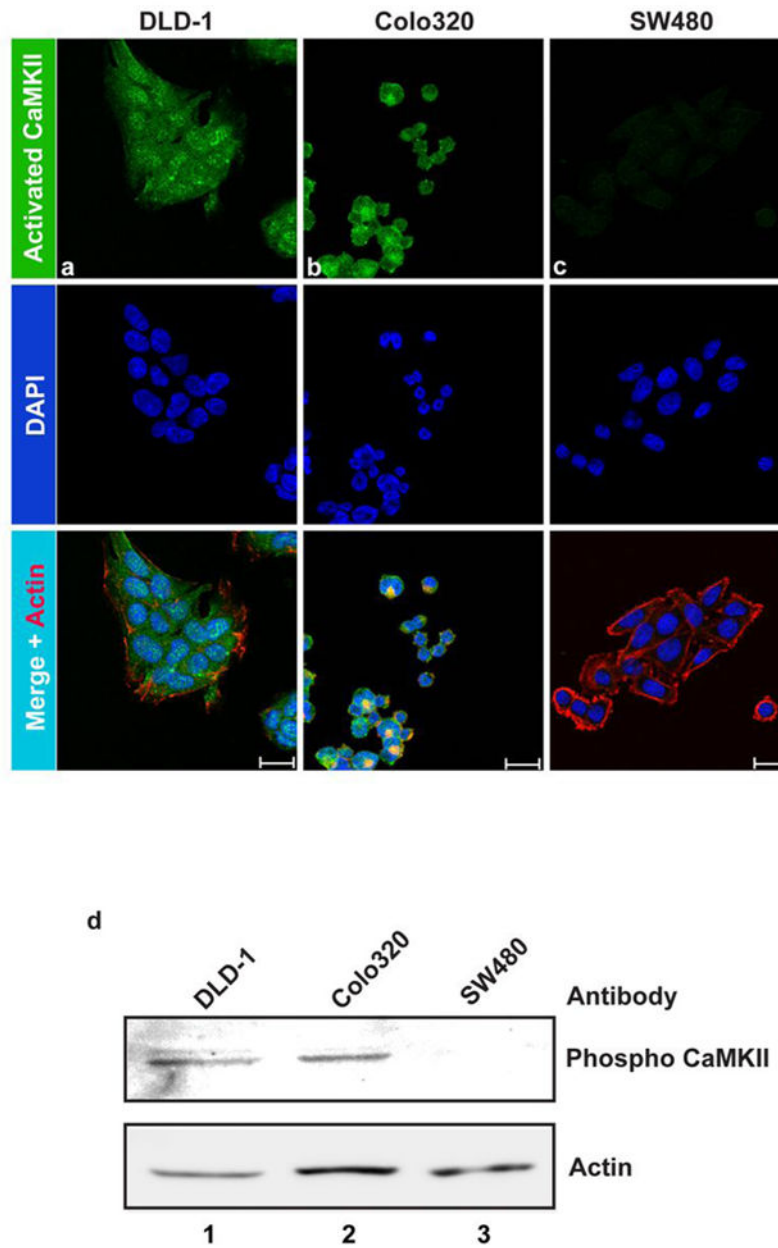 DLD-1 Colo320 SW480
Activated CaMKII
a b c
DAPI
Merge + Actin
d
DLD-1 Colo320 SW480
Antibody
Phospho CaMKII
Actin
1 2 3